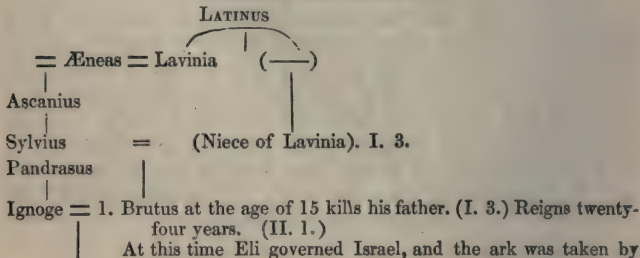 LATINUS
= Æneas = Lavinia (——)
Ascanius
Sylvius = (Niece of Lavinia). I. 3.
Pandrasus
Ignoge = 1. Brutus at the age of 15 kills his father. (I. 3.) Reigns twenty-
four years. (II. 1.)
At this time Eli governed Israel, and the ark was taken by